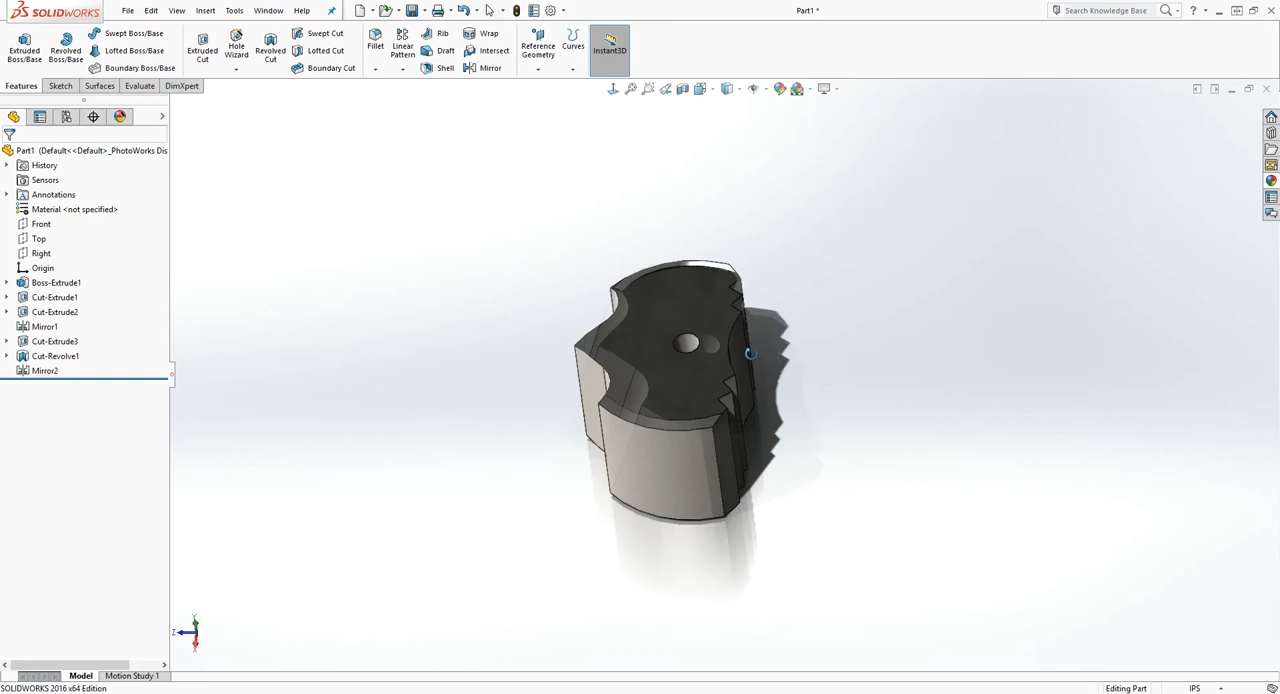 SOLIDWORKS File Edit View Insert Tools Window Help Part1 * Search Knowledge Base ?
Extruded Boss/Base Revolved Boss/Base Swept Boss/Base Extruded Cut Hole Wizard Revolved Cut Swept Cut Fillet Linear Pattern Rib Wrap Reference Geometry Curves Instant3D
Lofted Boss/Base Lofted Cut Draft Intersect
Boundary Boss/Base Boundary Cut Shell Mirror
Features Sketch Surfaces Evaluate DimXpert
Part1 (Default<<Default>_PhotoWorks Dis
History
Sensors
Annotations
Material <not specified>
Front
Top
Right
Origin
Boss-Extrude1
Cut-Extrude1
Cut-Extrude2
Mirror1
Cut-Extrude3
Cut-Revolve1
Mirror2
Y
Z
Model Motion Study 1
SOLIDWORKS 2016 x64 Edition Editing Part IPS